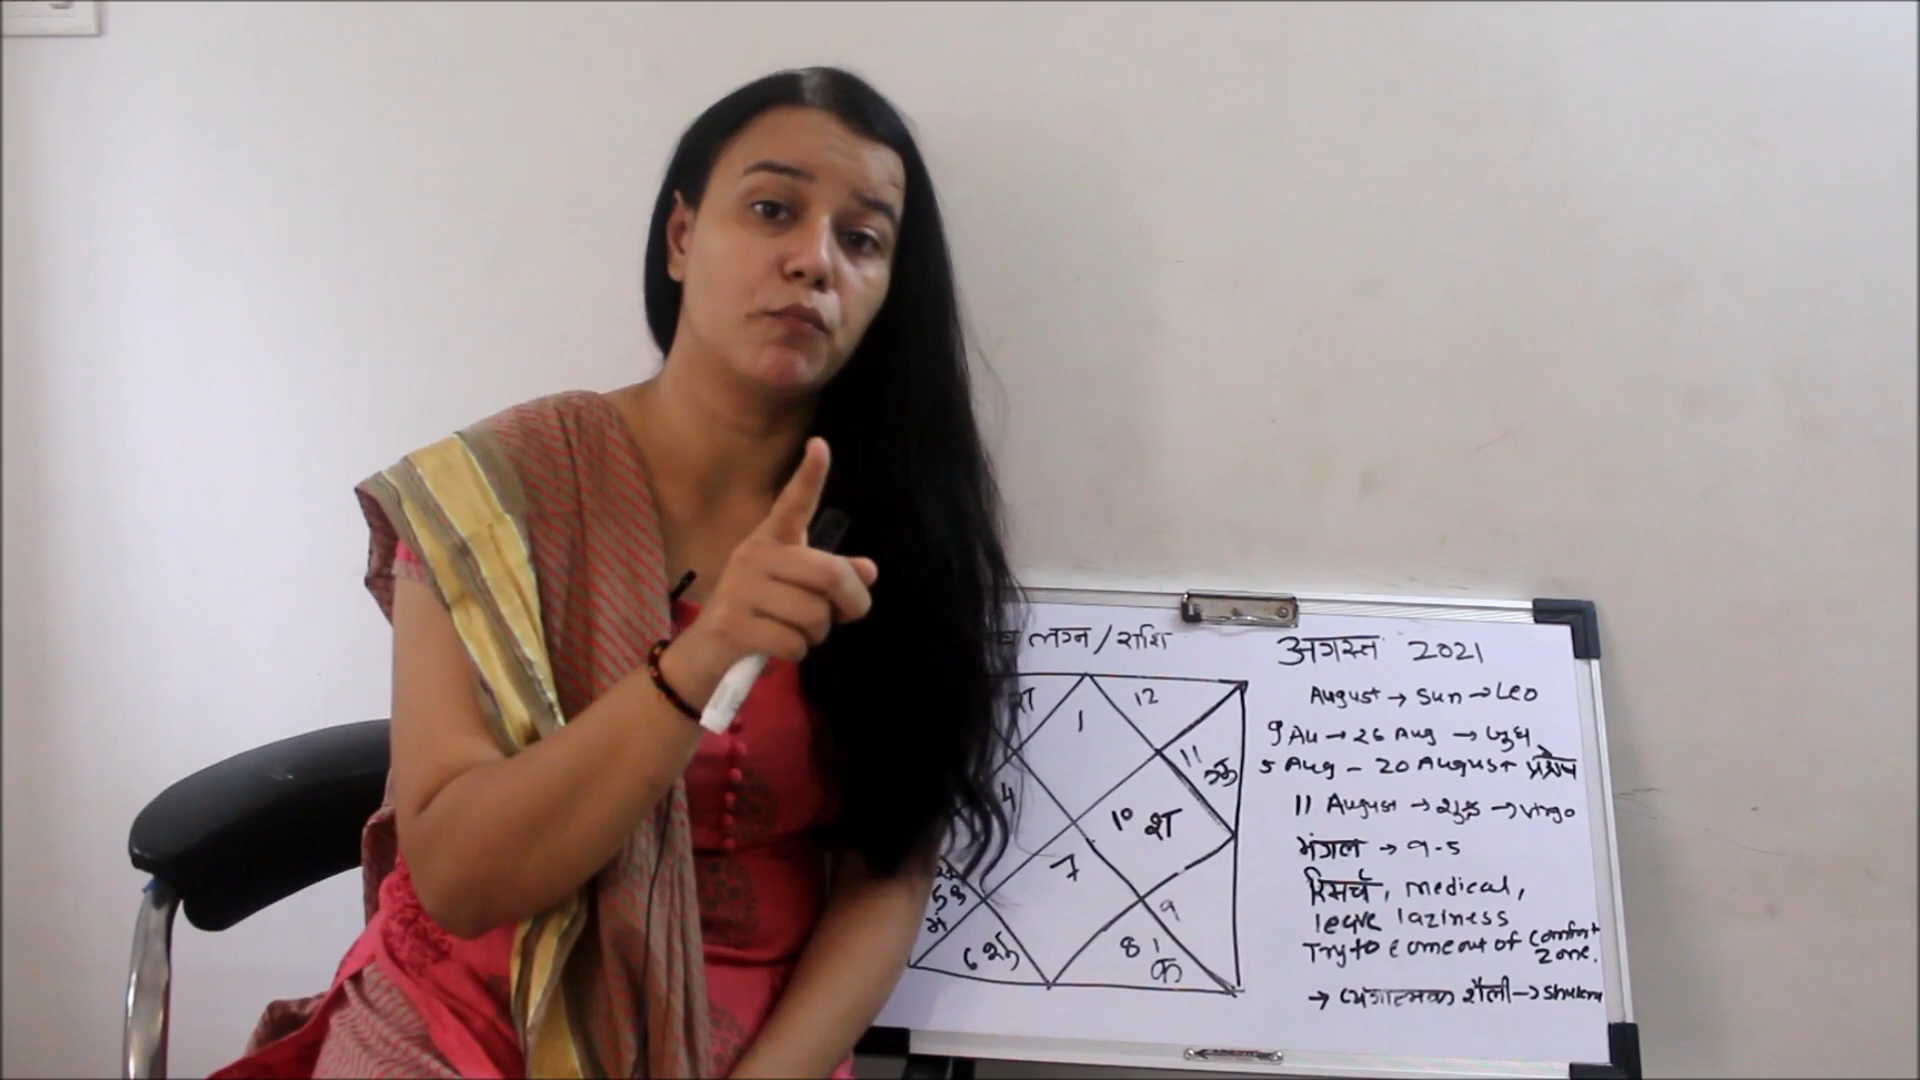 लग्न / राशि
अगस्त 2021
August → Sun → Leo
9 Au → 26 Aug → बुध
5 Aug - 20 August
11 August → शुक्र → virgo
मंगल → 9-5
रिसर्च, medical,
leave laziness
Try to come out of comfort
zone.
→ व्यंगात्मक शैली → Shukra
12
1
11
4
10 श
7
9
8
के
6 शु
5
मं